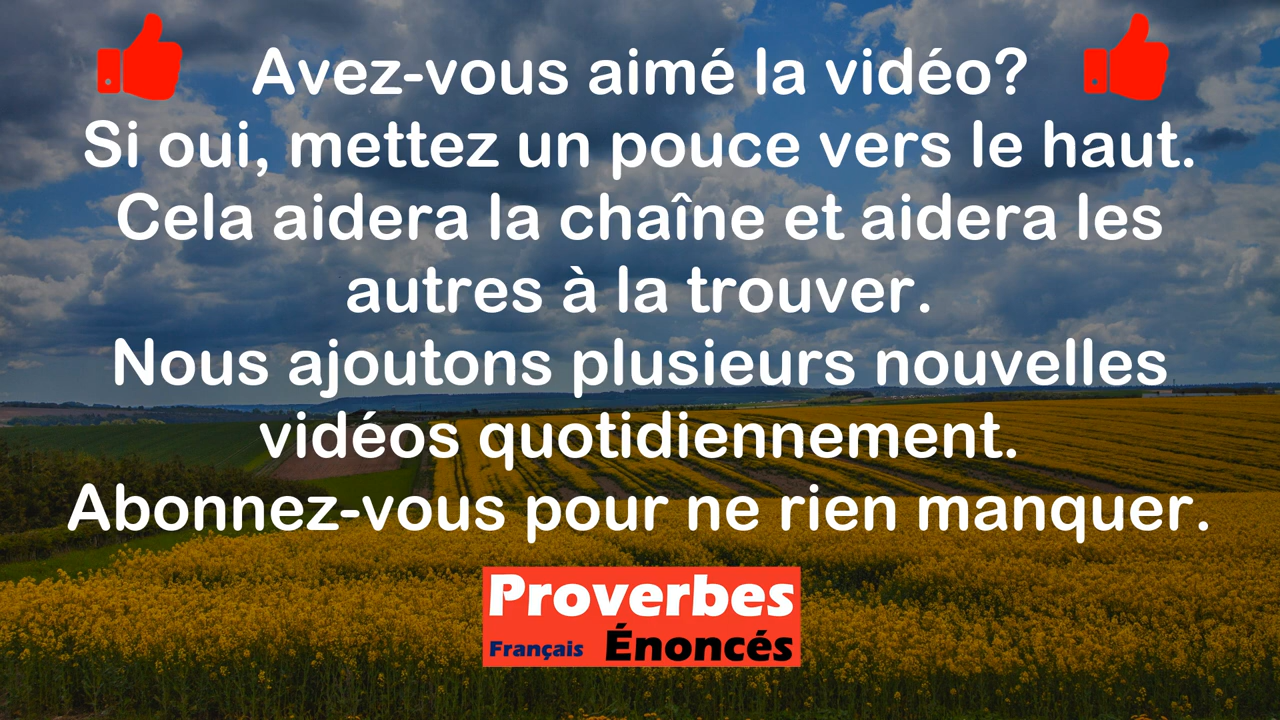 Avez-vous aimé la vidéo?
Si oui, mettez un pouce vers le haut.
Cela aidera la chaîne et aidera les
autres à la trouver.
Nous ajoutons plusieurs nouvelles
vidéos quotidiennement.
Abonnez-vous pour ne rien manquer.
Proverbes
Français Énoncés